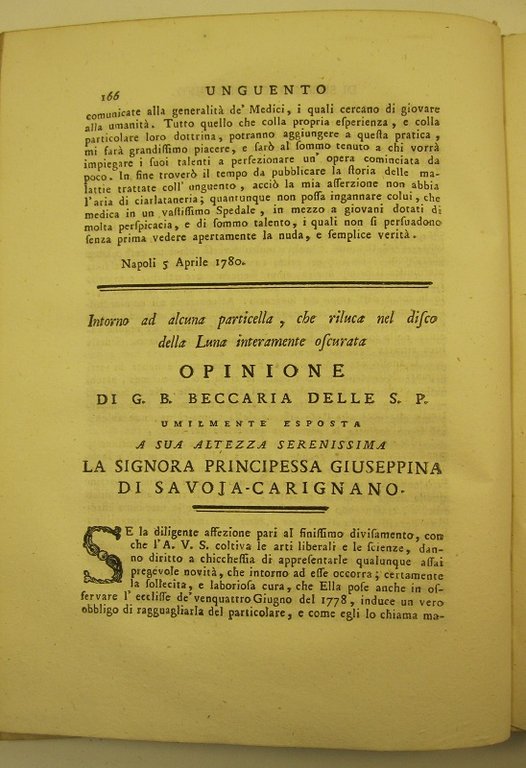 166 UNGUENTO
comunicate alla generalità de' Medici, i quali cercano di giovare
alla umanità. Tutto quello che colla propria eſperienza, e colla
particolare loro dottrina, potranno aggiungere a queſta pratica,
mi farà grandiſſimo piacere, e ſarò al ſommo tenuto a chi vorrà
impiegare i ſuoi talenti a perfezionare un' opera cominciata da
poco. In fine troverò il tempo da pubblicare la ſtoria delle ma-
lattie trattate coll' unguento, acciò la mia aſſerzione non abbia
l'aria di ciarlataneria; quantunque non poſſa ingannare colui, che
medica in un vaſtiſſimo Spedale, in mezzo a giovani dotati di
molta perſpicacia, e di ſommo talento, i quali non ſi perſuadono
ſenza prima vedere apertamente la nuda, e ſemplice verità.
Napoli 5 Aprile 1780.
Intorno ad alcuna particella, che riluca nel diſco
della Luna interamente oſcurata
OPINIONE
DI G. B. BECCARIA DELLE S. P.
UMILMENTE ESPOSTA
A SUA ALTEZZA SERENISSIMA
LA SIGNORA PRINCIPESSA GIUSEPPINA
DI SAVOJA-CARIGNANO.
SE la diligente affezione pari al finiſſimo diviſamento, con
che l'A. V. S. coltiva le arti liberali e le ſcienze, dan-
no diritto a chiccheſſia di appreſentarle qualunque aſſai
pregevole novità, che intorno ad eſſe occorra; certamente
la ſollecita, e laborioſa cura, che Ella poſe anche in oſ-
ſervare l' eccliſſe de'venquattro Giugno del 1778, induce un vero
obbligo di ragguagliarla del particolare, e come egli lo chiama ma-